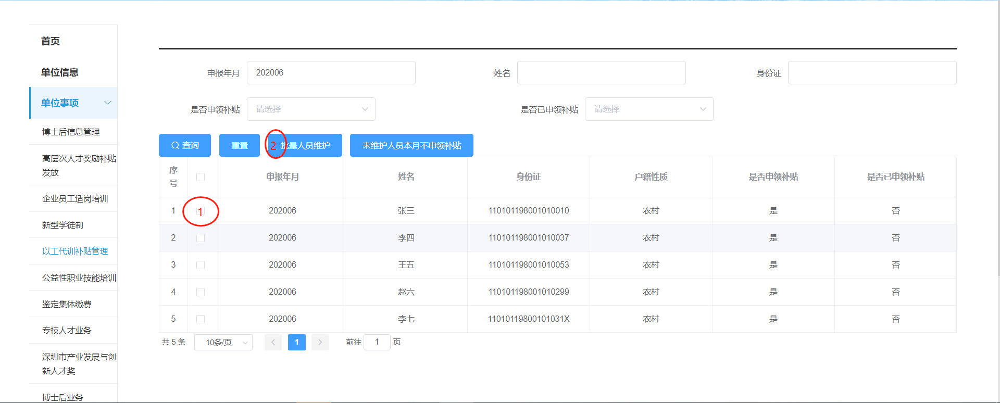 首页
单位信息
单位事项
博士后信息管理
高层次人才奖励补贴
发放
企业员工适岗培训
新型学徒制
以工代训补贴管理
公益性职业技能培训
鉴定集体缴费
专技人才业务
深圳市产业发展与创
新人才奖
博士后业务
申报年月 202006 姓名 身份证
是否申领补贴 请选择 是否已申领补贴 请选择
查询 重置 2 批量人员维护 未维护人员本月不申领补贴
序号 申报年月 姓名 身份证 户籍性质 是否申领补贴 是否已申领补贴
1 1 202006 张三 110101198001010010 农村 是 否
2 202006 李四 110101198001010037 农村 是 否
3 202006 王五 110101198001010053 农村 是 否
4 202006 赵六 110101198001010299 农村 是 否
5 202006 李七 11010119800101031X 农村 是 否
共 5 条 10条/页 1 前往 1 页